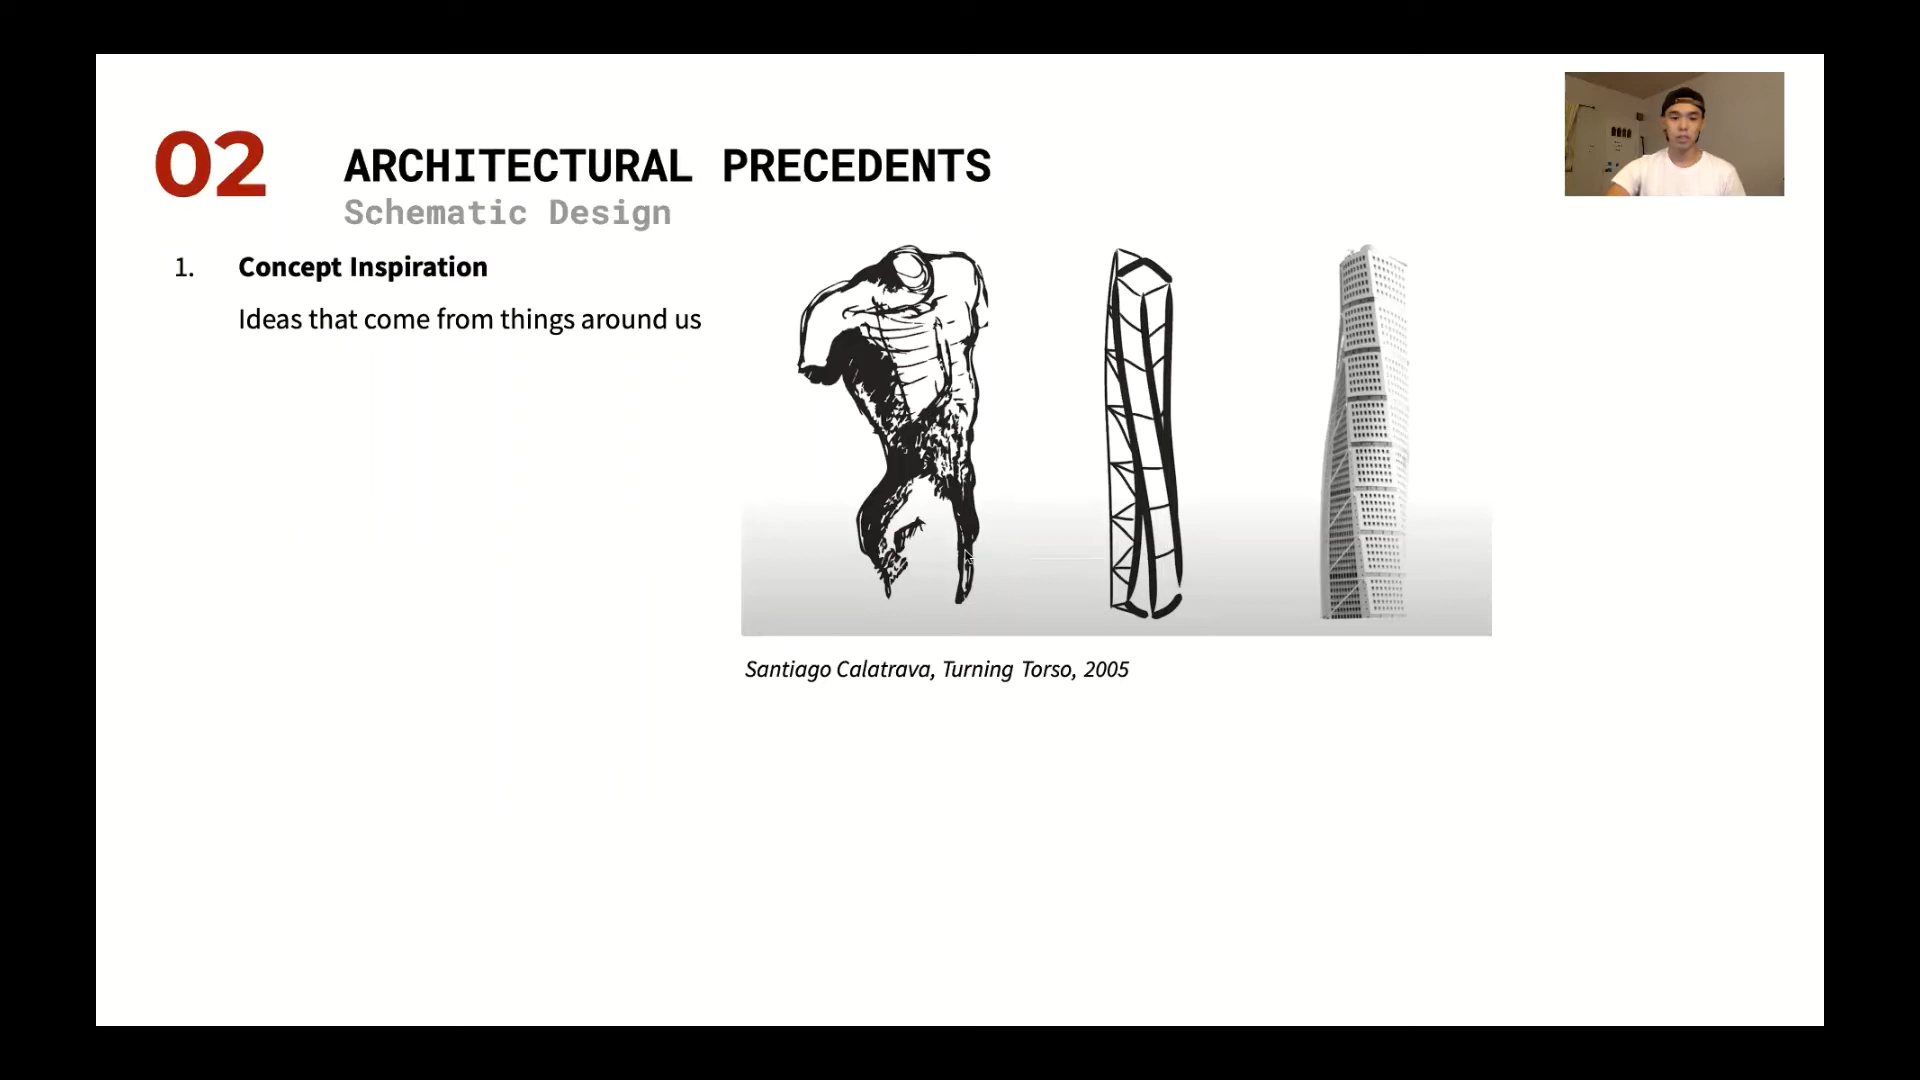 02
ARCHITECTURAL PRECEDENTS
Schematic Design
1. Concept Inspiration
Ideas that come from things around us
Santiago Calatrava, Turning Torso, 2005